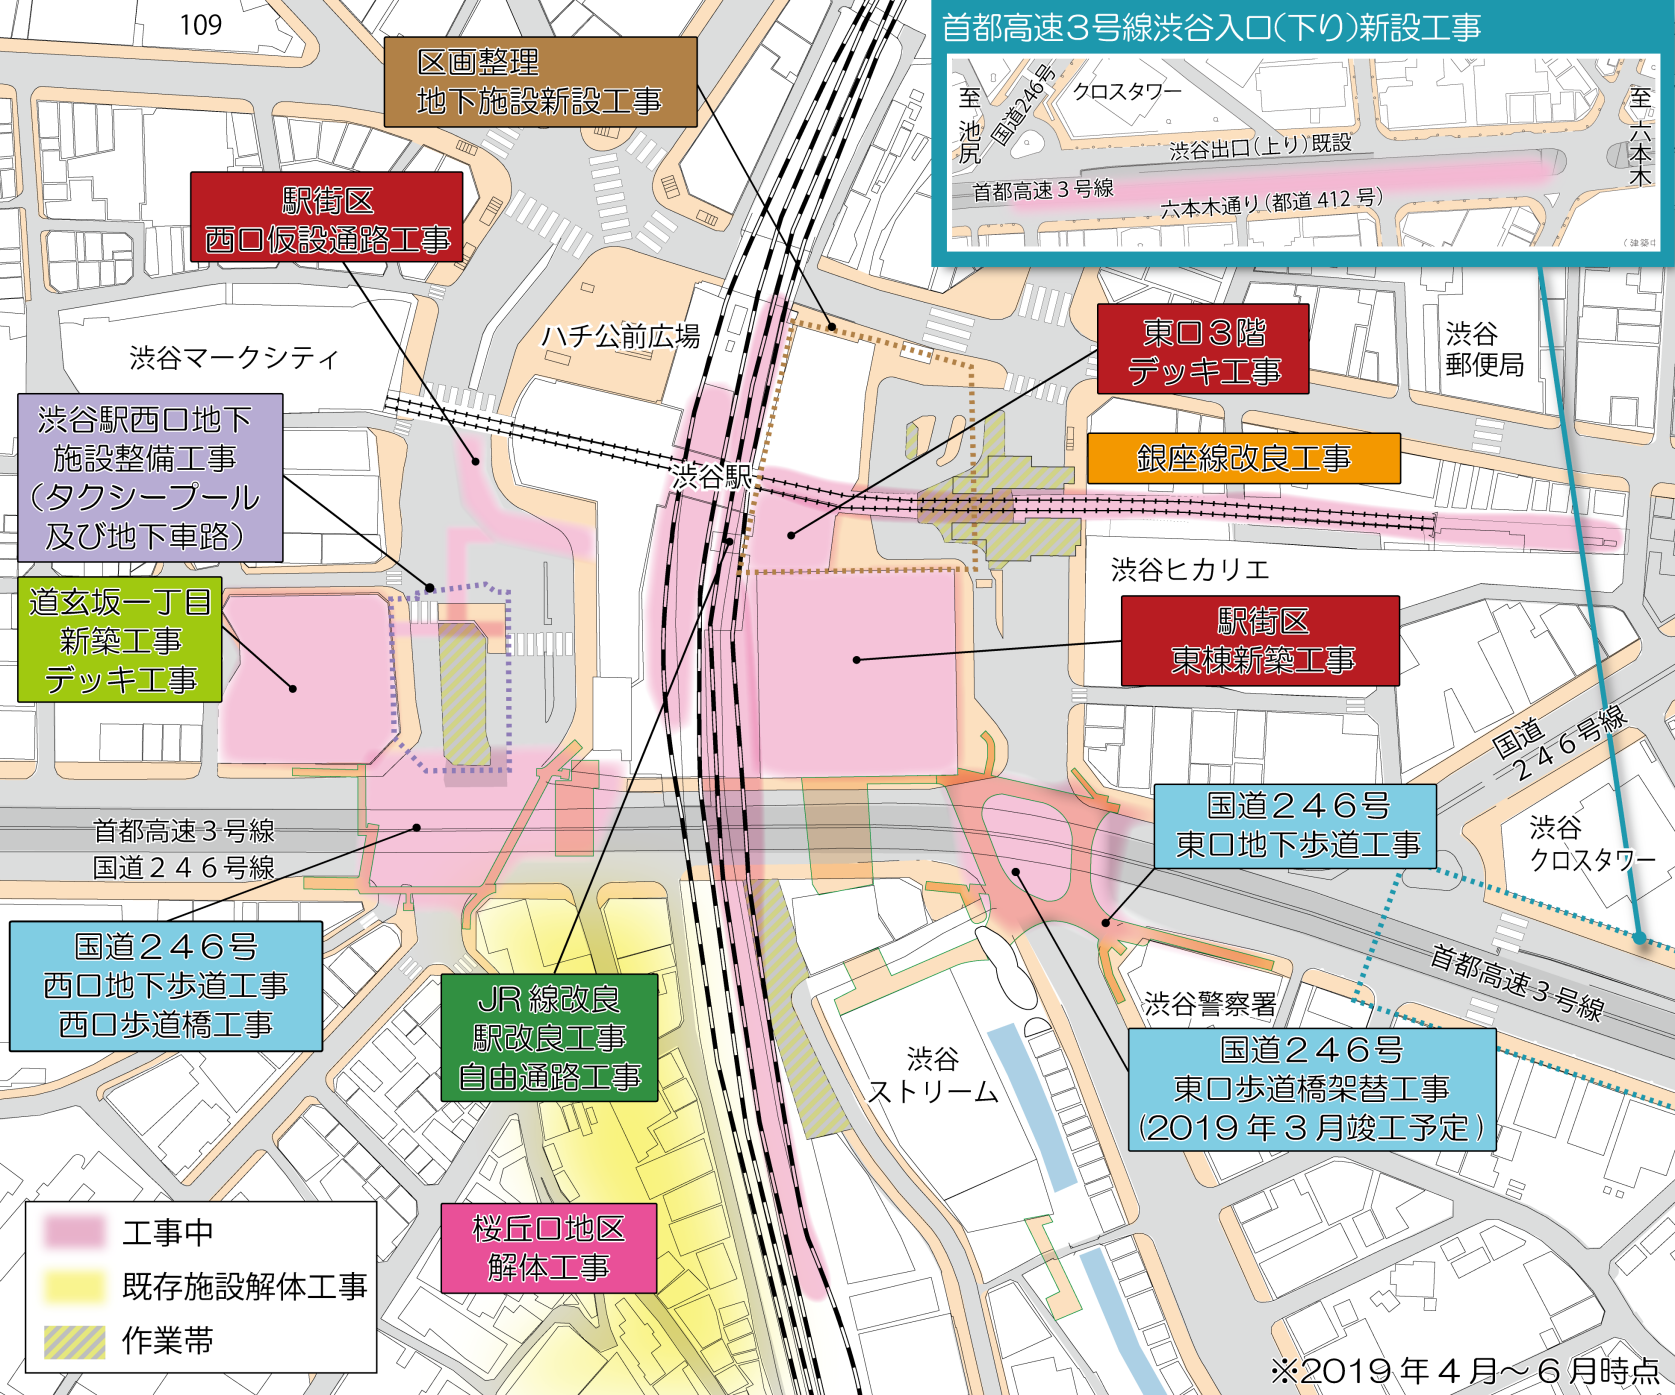 109
区画整理
地下施設新設工事
首都高速3号線渋谷入口(下り)新設工事
至 池尻
国道246号
クロスタワー
渋谷出口(上り)既設
首都高速3号線
六本木通り(都道412号)
至 六本木
(建築中
駅街区
西口仮設通路工事
ハチ公前広場
渋谷マークシティ
東口3階
デッキ工事
渋谷
郵便局
渋谷駅西口地下
施設整備工事
(タクシープール
及び地下車路)
渋谷駅
銀座線改良工事
渋谷ヒカリエ
道玄坂一丁目
新築工事
デッキ工事
駅街区
東棟新築工事
国道
246号線
首都高速3号線
国道246号線
国道246号
東口地下歩道工事
渋谷
クロスタワー
国道246号
西口地下歩道工事
西口歩道橋工事
JR線改良
駅改良工事
自由通路工事
渋谷警察署
首都高速3号線
渋谷
ストリーム
国道246号
東口歩道橋架替工事
(2019年3月竣工予定)
桜丘口地区
解体工事
工事中
既存施設解体工事
作業帯
※2019年4月~6月時点